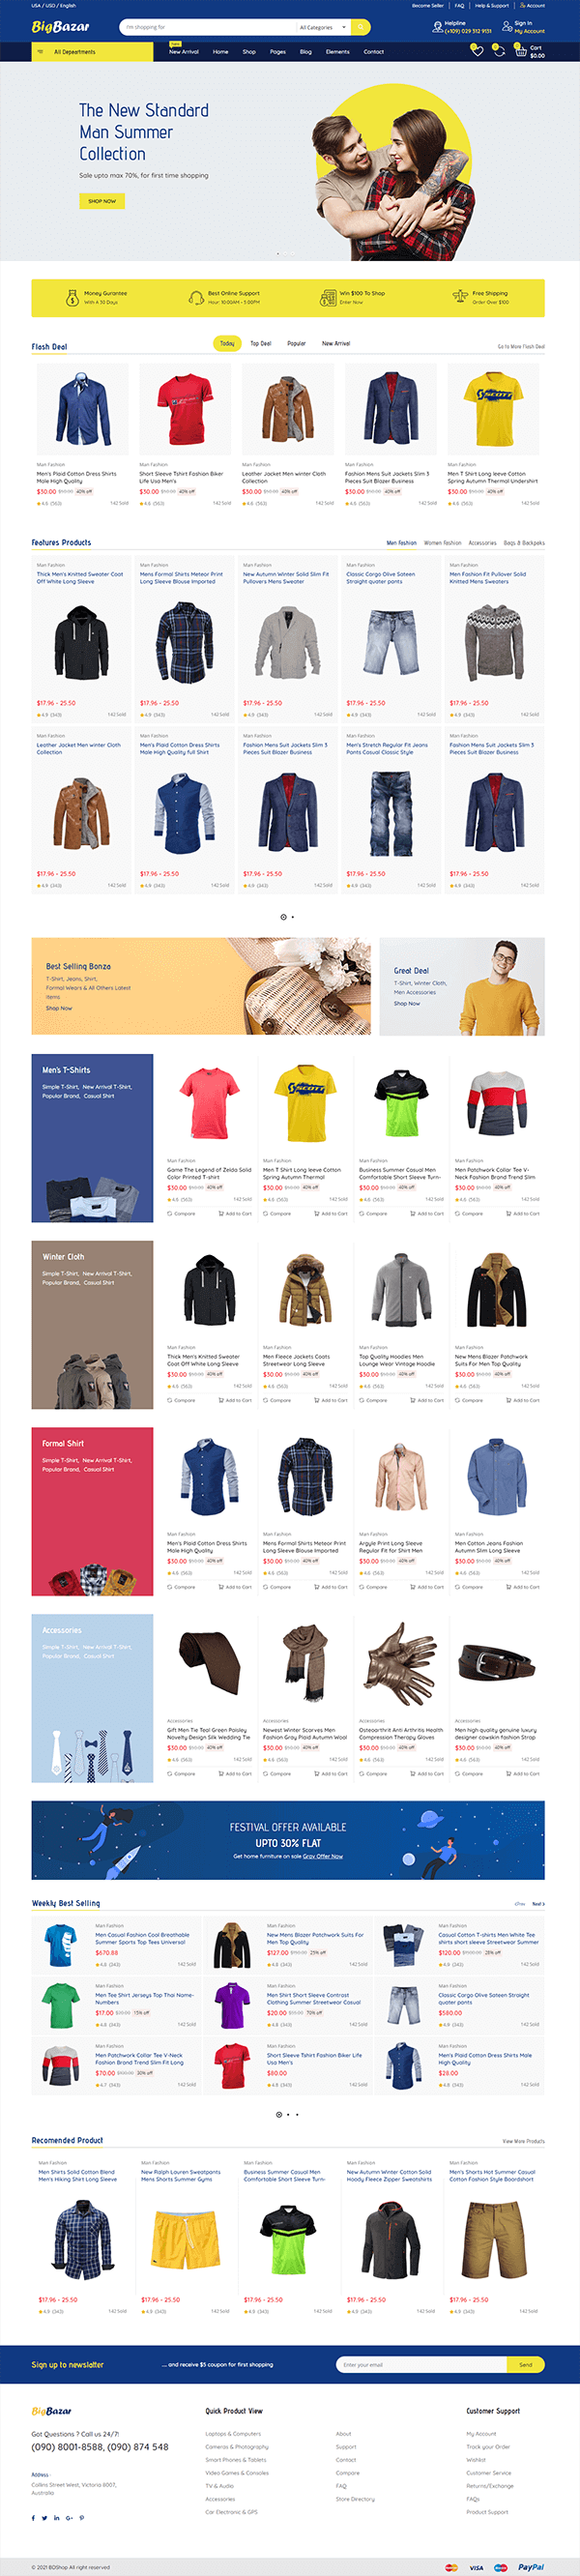 USA / USD / English
Become Seller
FAQ
Help & Support
Account
BigBazar
I'm shopping for
All Categories
Helpline
(+109) 029 312 9131
Sign In
My Account
All Depeartments
New Arrival
Home
Shop
Pages
Blog
Elements
Contact
Cart
$0.00
The New Standard
Man Summer
Collection
Sale upto max 70%, for first time shopping
SHOP NOW
Money Gurantee
With A 30 Days
Best Online Support
Hour: 10:00AM - 5:00PM
Win $100 To Shop
Enter Now
Free Shipping
Order Over $100
Flash Deal
Today
Top Deal
Populer
New Arrival
Go to More Flash Deal
Man Fashion
Men's Plaid Cotton Dress Shirts
Male High Quality
$30.00 40% off
4.6 (563) 142 Sold
Man Fashion
Short Sleeve Tshirt Fashion Biker
Life Usa Men's
$30.00 40% off
4.6 (563) 142 Sold
Man Fashion
Leather Jacket Men winter Cloth
Collection
$30.00 40% off
4.6 (563) 142 Sold
Man Fashion
Fashion Mens Suit Jackets Slim 3
Pieces Suit Blazer Business
$30.00 40% off
4.6 (563) 142 Sold
Man Fashion
Men T Shirt Long leeve Cotton
Spring Autumn Thermal Undershirt
$30.00 40% off
4.6 (563) 142 Sold
Features Products
Man Fashion
Women Fashion
Accessories
Bags & Backpeks
Man Fashion
Thick Men's Knitted Sweater Coat
Off White Long Sleeve
$17.96 - 25.50
4.9 (343) 142 Sold
Man Fashion
Mens Formal Shirts Meteor Print
Long Sleeve Blouse Imported
$17.96 - 25.50
4.9 (343) 142 Sold
Man Fashion
New Autumn Winter Solid Slim Fit
Pullovers Mens Sweater
$17.96 - 25.50
4.9 (343) 142 Sold
Man Fashion
Classic Cargo Olive Sateen
Straight quater pants
$17.96 - 25.50
4.9 (343) 142 Sold
Man Fashion
Men Fashion Fit Pullover Solid
Knitted Mens Sweaters
$17.96 - 25.50
4.9 (343) 142 Sold
Man Fashion
Leather Jacket Men winter Cloth
Collection
$17.96 - 25.50
4.9 (343) 142 Sold
Man Fashion
Men's Plaid Cotton Dress Shirts
Male High Quality full Shirt
$17.96 - 25.50
4.9 (343) 142 Sold
Man Fashion
Fashion Mens Suit Jackets Slim 3
Pieces Suit Blazer Business
$17.96 - 25.50
4.9 (343) 142 Sold
Man Fashion
Men's Stretch Regular Fit Jeans
Pants Casual Classic Style
$17.96 - 25.50
4.9 (343) 142 Sold
Man Fashion
Fashion Mens Suit Jackets Slim 3
Pieces Suit Blazer Business
$17.96 - 25.50
4.9 (343) 142 Sold
Best Selling Bonza
T-Shirt, Jeans, Shirt,
Formal Wears & All Others Latest
items
Shop Now
Great Deal
T-Shirt, Winter Cloth,
Men Accessories
Shop Now
Men's T-Shirts
Simple T-Shirt, New Arrival T-Shirt,
Populer Brand, Casual Shirt
Man Fashion
Game The Legend of Zelda Solid
Color Printed T-shirt
$30.00 40% off
4.6 (563) 142 Sold
Compare Add to Cart
Man Fashion
Men T Shirt Long leeve Cotton
Spring Autumn Thermal
$30.00 40% off
4.6 (563) 142 Sold
Compare Add to Cart
Man Fashion
Business Summer Casual Men
Comfortable Short Sleeve Turn-
$30.00 40% off
4.6 (563) 142 Sold
Compare Add to Cart
Man Fashion
Men Patchwork Collar Tee V-
Neck Fashion Brand Trend Slim
$30.00 40% off
4.6 (563) 142 Sold
Compare Add to Cart
Winter Cloth
Simple T-Shirt, New Arrival T-Shirt,
Populer Brand, Casual Shirt
Man Fashion
Thick Men's Knitted Sweater
Coat Off White Long Sleeve
$30.00 40% off
4.6 (563) 142 Sold
Compare Add to Cart
Man Fashion
Men Fleece Jackets Coats
Streetwear Long Sleeve
$30.00 40% off
4.6 (563) 142 Sold
Compare Add to Cart
Man Fashion
Top Quality Hoodies Men
Lounge Wear Vintage Hoodie
$30.00 40% off
4.6 (563) 142 Sold
Compare Add to Cart
Man Fashion
New Mens Blazer Patchwork
Suits For Men Top Quality
$30.00 40% off
4.6 (563) 142 Sold
Compare Add to Cart
Formal Shirt
Simple T-Shirt, New Arrival T-Shirt,
Populer Brand, Casual Shirt
Man Fashion
Men's Plaid Cotton Dress Shirts
Male High Quality
$30.00 40% off
4.6 (563) 142 Sold
Compare Add to Cart
Man Fashion
Mens Formal Shirts Meteor Print
Long Sleeve Blouse Imported
$30.00 40% off
4.6 (563) 142 Sold
Compare Add to Cart
Man Fashion
Argyle Print Long Sleeve
Regular Fit for Shirt Men
$30.00 40% off
4.6 (563) 142 Sold
Compare Add to Cart
Man Fashion
Men Cotton Jeans Fashion
Autumn Slim Long Sleeve
$30.00 40% off
4.6 (563) 142 Sold
Compare Add to Cart
Accessories
Simple T-Shirt, New Arrival T-Shirt,
Populer Brand, Casual Shirt
Accessories
Gift Men Tie Teal Green Paisley
Novelty Design Silk Wedding Tie
$30.00 40% off
4.6 (563) 142 Sold
Compare Add to Cart
Accessories
Newest Winter Scarves Men
Fashion Gray Plaid Autumn Wool
$30.00 40% off
4.6 (563) 142 Sold
Compare Add to Cart
Accessories
Osteoarthrit Anti Arthritis Health
Compression Therapy Gloves
$30.00 40% off
4.6 (563) 142 Sold
Compare Add to Cart
Accessories
Men high-quality genuine luxury
designer cowskin fashion Strap
$30.00 40% off
4.6 (563) 142 Sold
Compare Add to Cart
FESTIVAL OFFER AVAILABLE
UPTO 30% FLAT
Get home furniture on sale Grav Offer Now
Weekly Best Selling
Prev Next
Man Fashion
Men Casual Fashion Cool Breathable
Summer Sports Top Tees Universal
$670.88
4.8 (343) 142 Sold
Man Fashion
New Mens Blazer Patchwork Suits For
Men Top Quality
$127.00 25% off
4.8 (343) 142 Sold
Man Fashion
Casual Cotton T-shirts Men White Tee
shirts short sleeve Streetwear Summer
$120.00 28% off
4.9 (343) 142 Sold
Man Fashion
Men Tee Shirt Jerseys Top Thai Name-
Numbers
$17.00 15% off
4.8 (343) 142 Sold
Man Fashion
Men Shirt Short Sleeve Contrast
Clothing Summer Streetwear Casual
$20.00 70% off
4.8 (343) 142 Sold
Man Fashion
Classic Cargo Olive Sateen Straight
quater pants
$580.00
4.9 (343) 142 Sold
Man Fashion
Men Patchwork Collar Tee V-Neck
Fashion Brand Trend Slim Fit Long
$70.00 30% off
4.7 (343) 142 Sold
Man Fashion
Short Sleeve Tshirt Fashion Biker Life
Usa Men's
$80.00
4.8 (343) 142 Sold
Man Fashion
Men's Plaid Cotton Dress Shirts Male
High Quality
$28.00
4.8 (343) 142 Sold
Recomended Product
View More Products
Man Fashion
Men Shirts Solid Cotton Blend
Men's Hiking Shirt Long Sleeve
$17.96 - 25.50
4.9 (343) 142 Sold
Man Fashion
New Ralph Louren Sweatpants
Mens Shorts Summer Gyms
$17.96 - 25.50
4.9 (343) 142 Sold
Man Fashion
Business Summer Casual Men
Comfortable Short Sleeve Turn-
$17.96 - 25.50
4.9 (343) 142 Sold
Man Fashion
New Autumn Winter Cotton Solid
Hoody Fleece Zipper Sweatshirts
$17.96 - 25.50
4.9 (343) 142 Sold
Man Fashion
Men's Shorts Hot Summer Casual
Cotton Fashion Style Boardshort
$17.96 - 25.50
4.9 (343) 142 Sold
Sign up to newslatter
... and receive $5 coupon for first shopping
Enter your email
Send
BigBazar
Got Questions ? Call us 24/7!
(090) 8001-8588, (090) 874 548
Address:-
Collins Street West, Victoria 8007,
Australia
Quick Product View
Laptops & Computers
Cameras & Photography
Smart Phones & Tablets
Video Games & Consoles
TV & Audio
Accessories
Car Electronic & GPS
About
Support
Contact
Compare
FAQ
Store Directory
Customer Support
My Account
Track your Order
Wishlist
Customer Service
Returns/Exchange
FAQs
Product Support
© 2021 BDShop All right reserved
VISA
PayPal